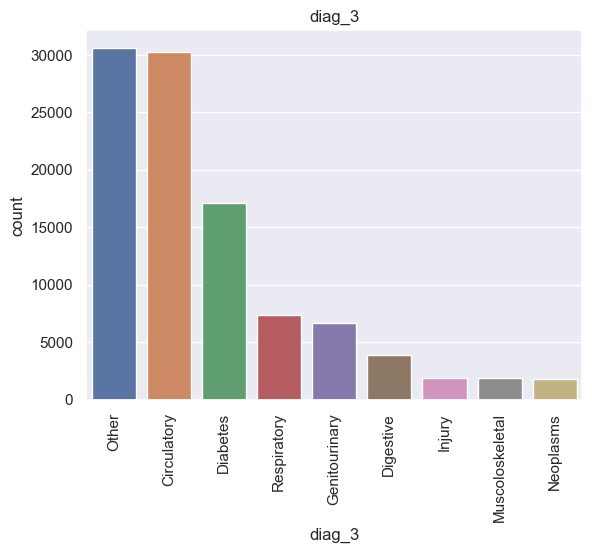 diag_3
30000
25000
20000
15000
10000
5000
0
count
Other
Circulatory
Diabetes
Respiratory
Genitourinary
Digestive
Injury
Muscoloskeletal
Neoplasms
diag_3